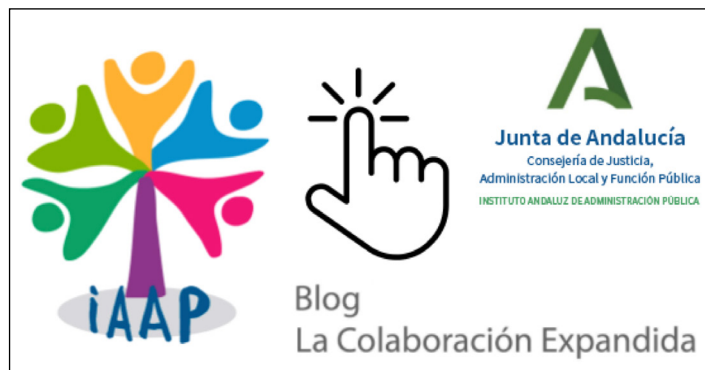 iAAP
Junta de Andalucía
Consejería de Justicia,
Administración Local y Función Pública
INSTITUTO ANDALUZ DE ADMINISTRACIÓN PÚBLICA
Blog
La Colaboración Expandida